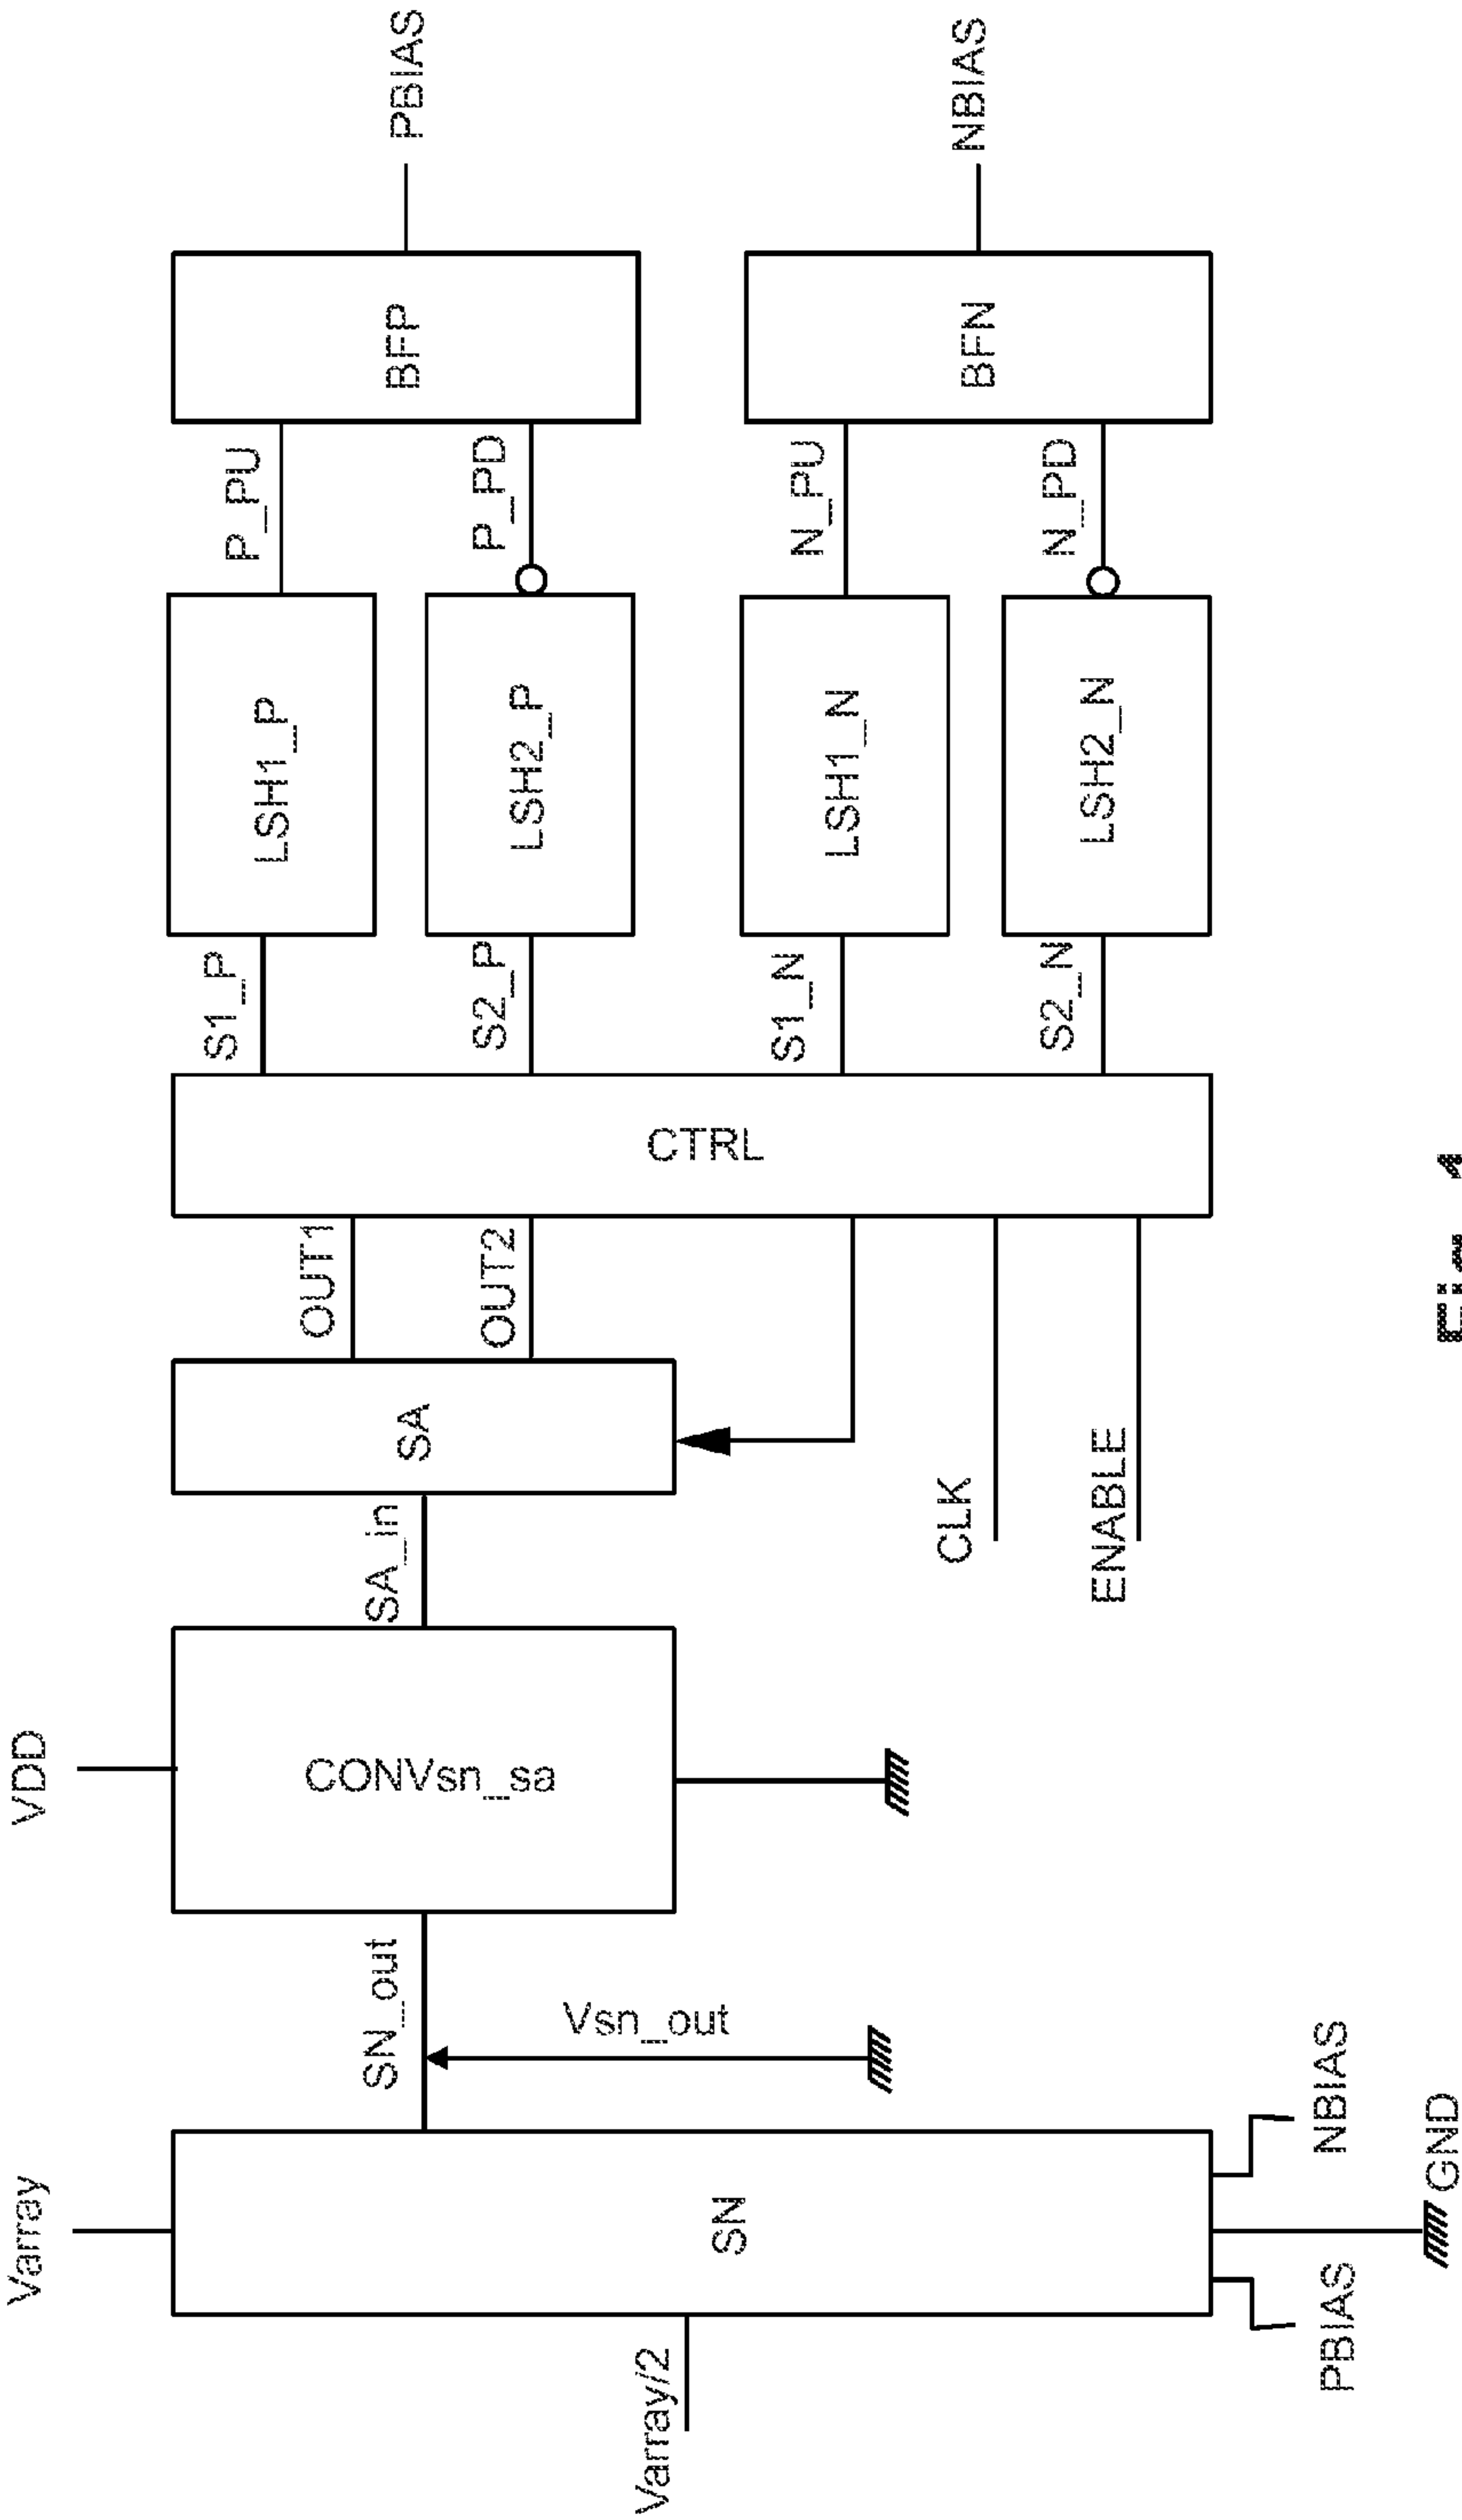 Varray
Varray/2
SN
PBIAS
GND
NBIAS
SN_out
Vsn_out
VDD
CONVsn_sa
SA_in
SA
OUT1
OUT2
CLK
ENABLE
CTRL
S1_P
S2_P
S1_N
S2_N
LSH1_P
LSH2_P
LSH1_N
LSH2_N
P_PU
P_PD
N_PU
N_PD
BFP
BFN
PBIAS
NBIAS